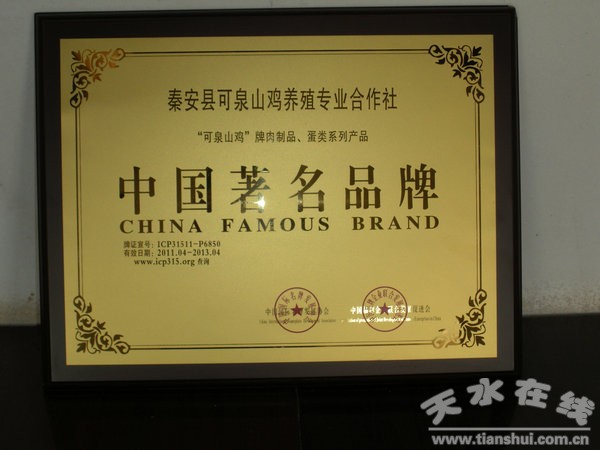 秦安县可泉山鸡养殖专业合作社
“可泉山鸡”牌肉制品、蛋类系列产品
中国著名品牌
CHINA FAMOUS BRAND
牌证室号：ICP31511-P6850
有效日期：2011.04-2013.04
www.icp315.org 查询
天水在线
www.tianshui.com.cn